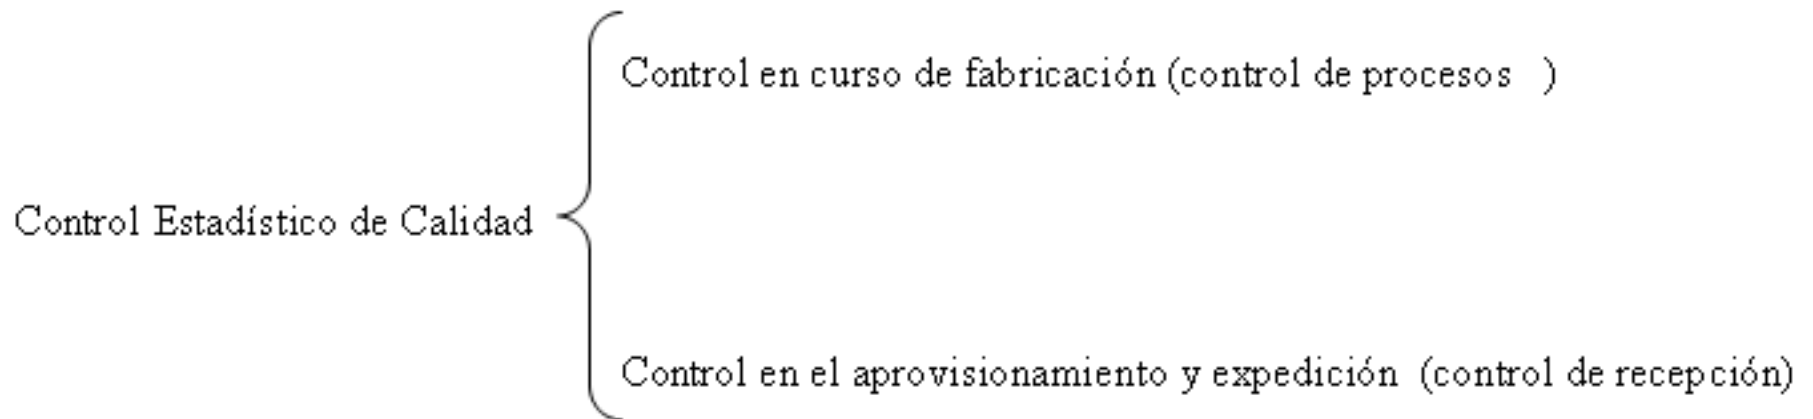 Control en curso de fabricación (control de procesos )
Control Estadístico de Calidad
Control en el aprovisionamiento y expedición (control de recepción)